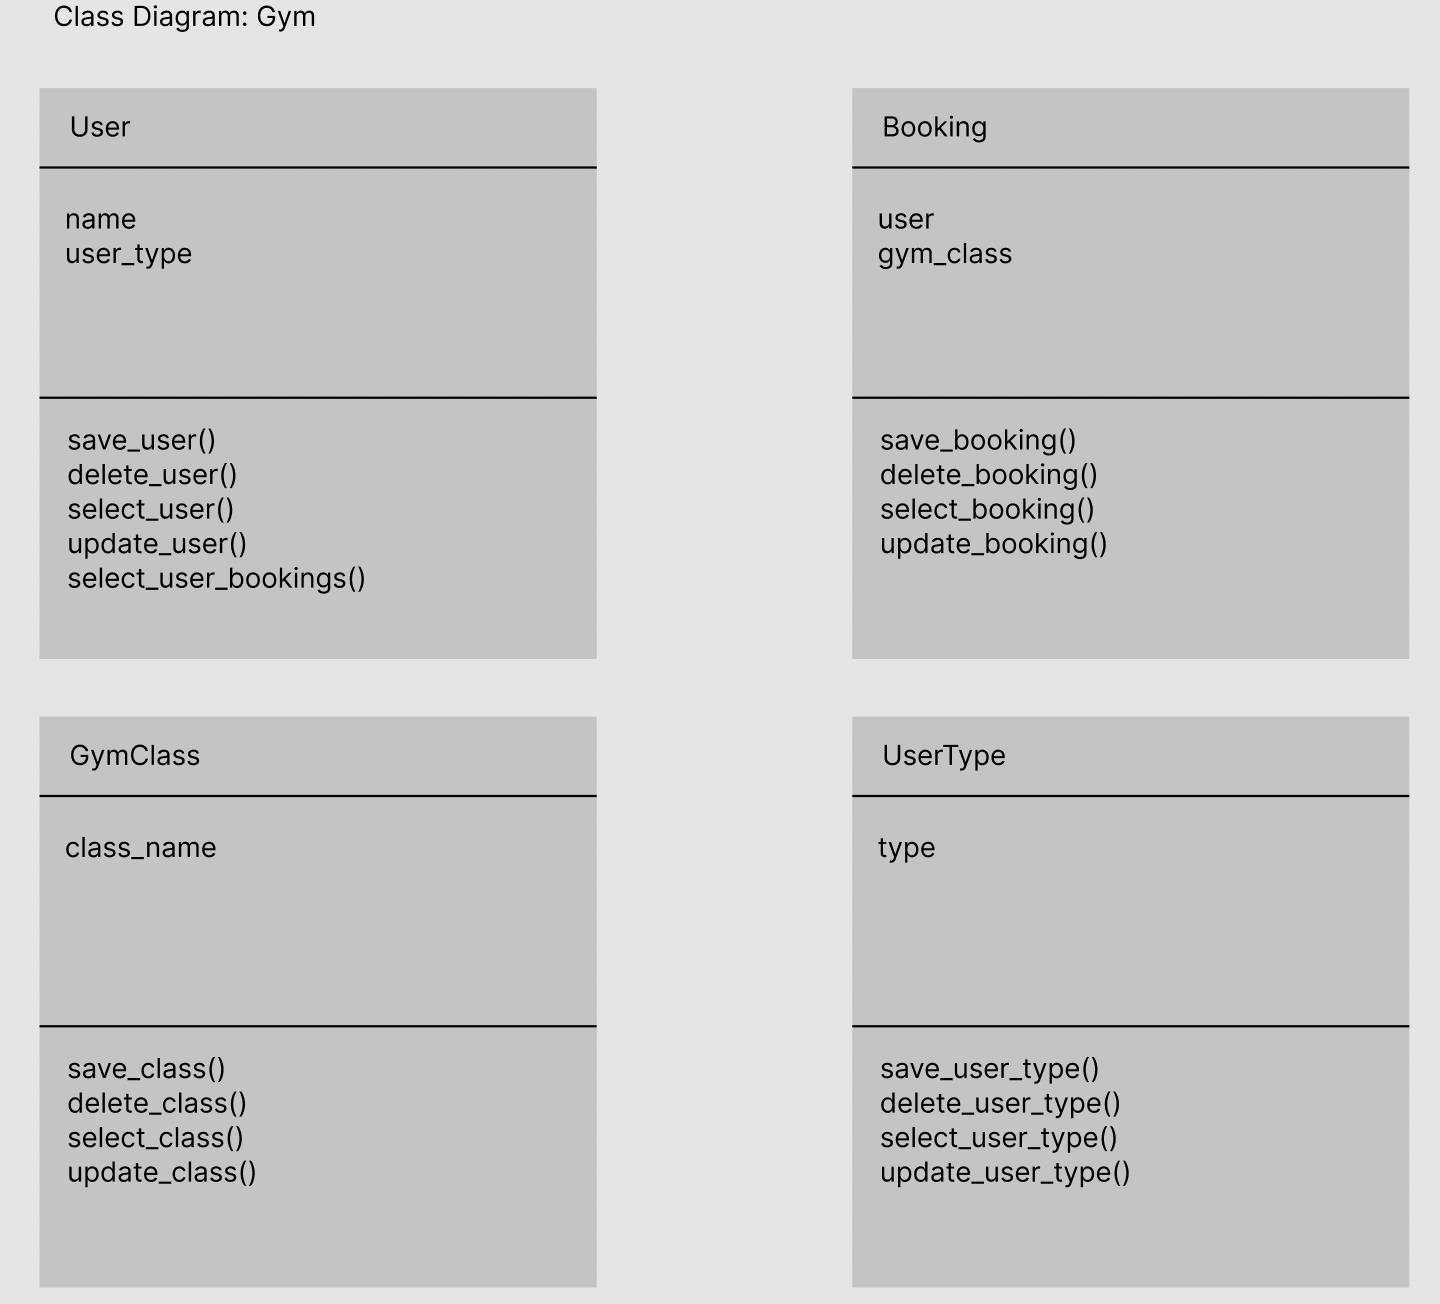 Class Diagram: Gym
User
name
user_type
save_user()
delete_user()
select_user()
update_user()
select_user_bookings()
Booking
user
gym_class
save_booking()
delete_booking()
select_booking()
update_booking()
GymClass
class_name
save_class()
delete_class()
select_class()
update_class()
UserType
type
save_user_type()
delete_user_type()
select_user_type()
update_user_type()